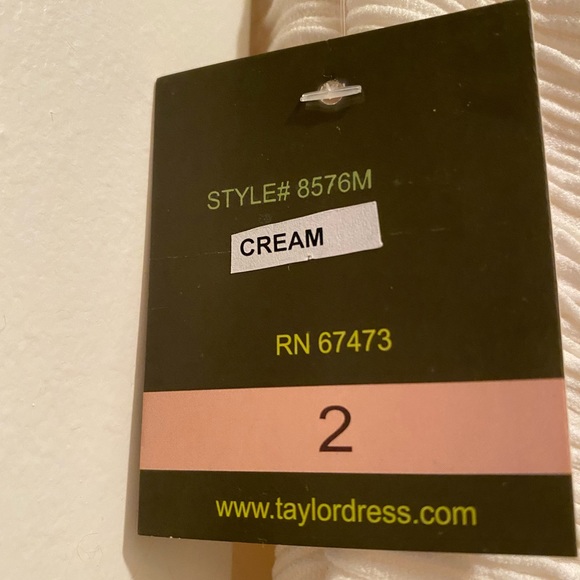 STYLE# 8576M
CREAM
RN 67473
2
www.taylordress.com